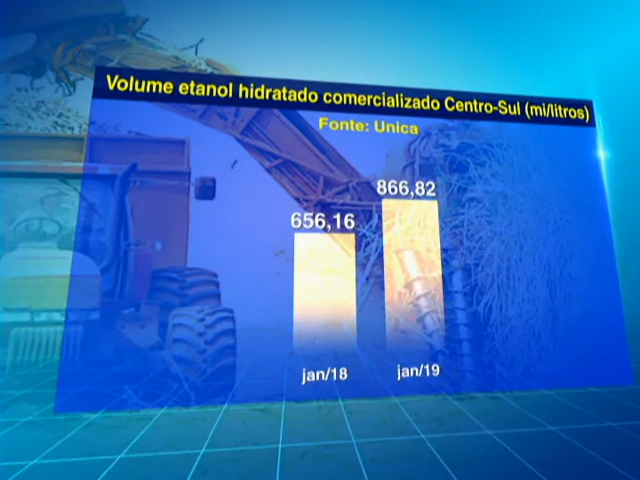 Volume etanol hidratado comercializado Centro-Sul (mi/litros)
Fonte: Unica
656,16
866,82
jan/18
jan/19